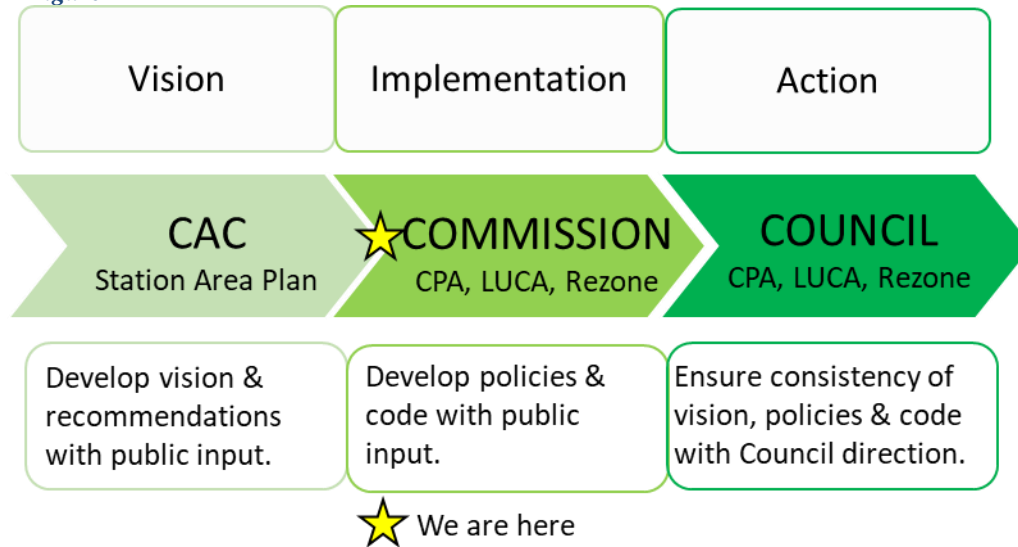 Vision
Implementation
Action
CAC
Station Area Plan
COMMISSION
CPA, LUCA, Rezone
COUNCIL
CPA, LUCA, Rezone
Develop vision &
recommendations
with public input.
Develop policies &
code with public
input.
Ensure consistency of
vision, policies & code
with Council direction.
We are here